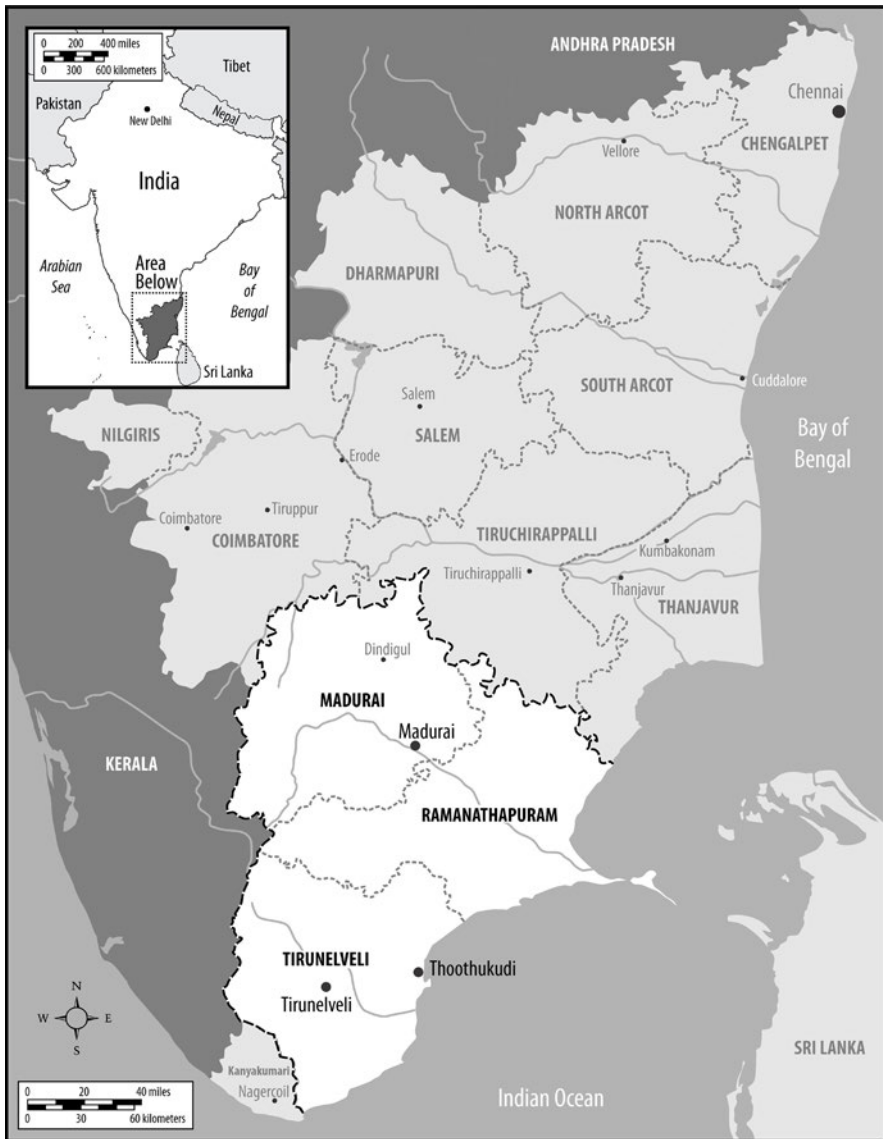 0 200 400 miles
0 300 600 kilometers
Tibet
Pakistan
Nepal
New Delhi
India
Arabian
Sea
Area
Below
Bay
of
Bengal
Sri Lanka
ANDHRA PRADESH
Chennai
CHENGALPET
Vellore
NORTH ARCOT
DHARMAPURI
Cuddalore
SOUTH ARCOT
Salem
SALEM
Bay of
Bengal
NILGIRIS
Erode
Tiruppur
Coimbatore
COIMBATORE
TIRUCHIRAPPALLI
Kumbakonam
Tiruchirappalli
Thanjavur
THANJAVUR
Dindigul
MADURAI
Madurai
KERALA
RAMANATHAPURAM
TIRUNELVELI
Thoothukudi
Tirunelveli
N
W E
S
SRI LANKA
Kanyakumari
Nagercoil
Indian Ocean
0 20 40 miles
0 30 60 kilometers